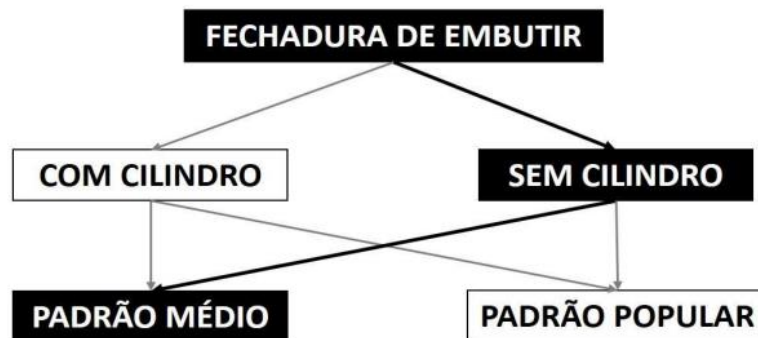 FECHADURA DE EMBUTIR
COM CILINDRO
SEM CILINDRO
PADRÃO MÉDIO
PADRÃO POPULAR